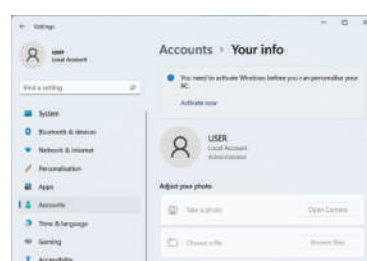 Settings
USER
Local Account
Find a setting
System
Bluetooth & devices
Network & internet
Personalisation
Apps
Accounts
Time & language
Gaming
Accessibility
Accounts > Your info
You need to activate Windows before you can personalise your
PC.
Activate now
USER
Local Account
Administrator
Adjust your photo
Take a photo
Open Camera
Choose a file
Browse files